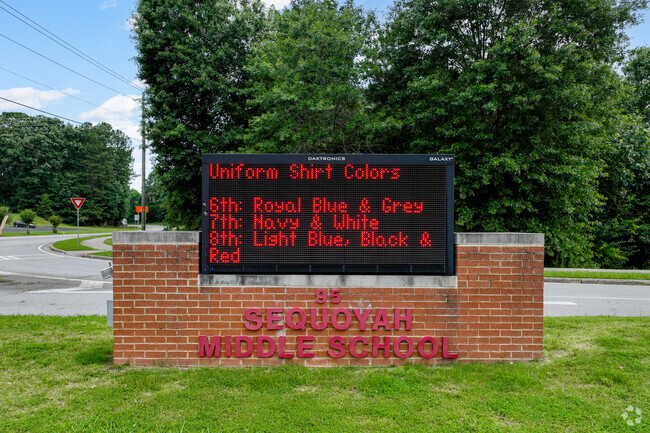 DAKTRONICS GALAXY
Uniform Shirt Colors
6th: Royal Blue & Grey
7th: Navy & White
8th: Light Blue, Black &
Red
95
SEQUOYAH
MIDDLE SCHOOL